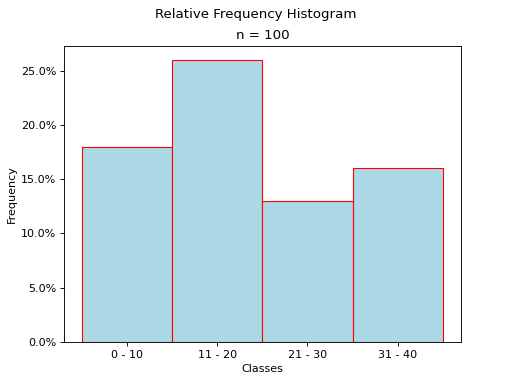 Relative Frequency Histogram
n = 100
25.0%
20.0%
15.0%
10.0%
5.0%
0.0%
Frequency
0 - 10 11 - 20 21 - 30 31 - 40
Classes